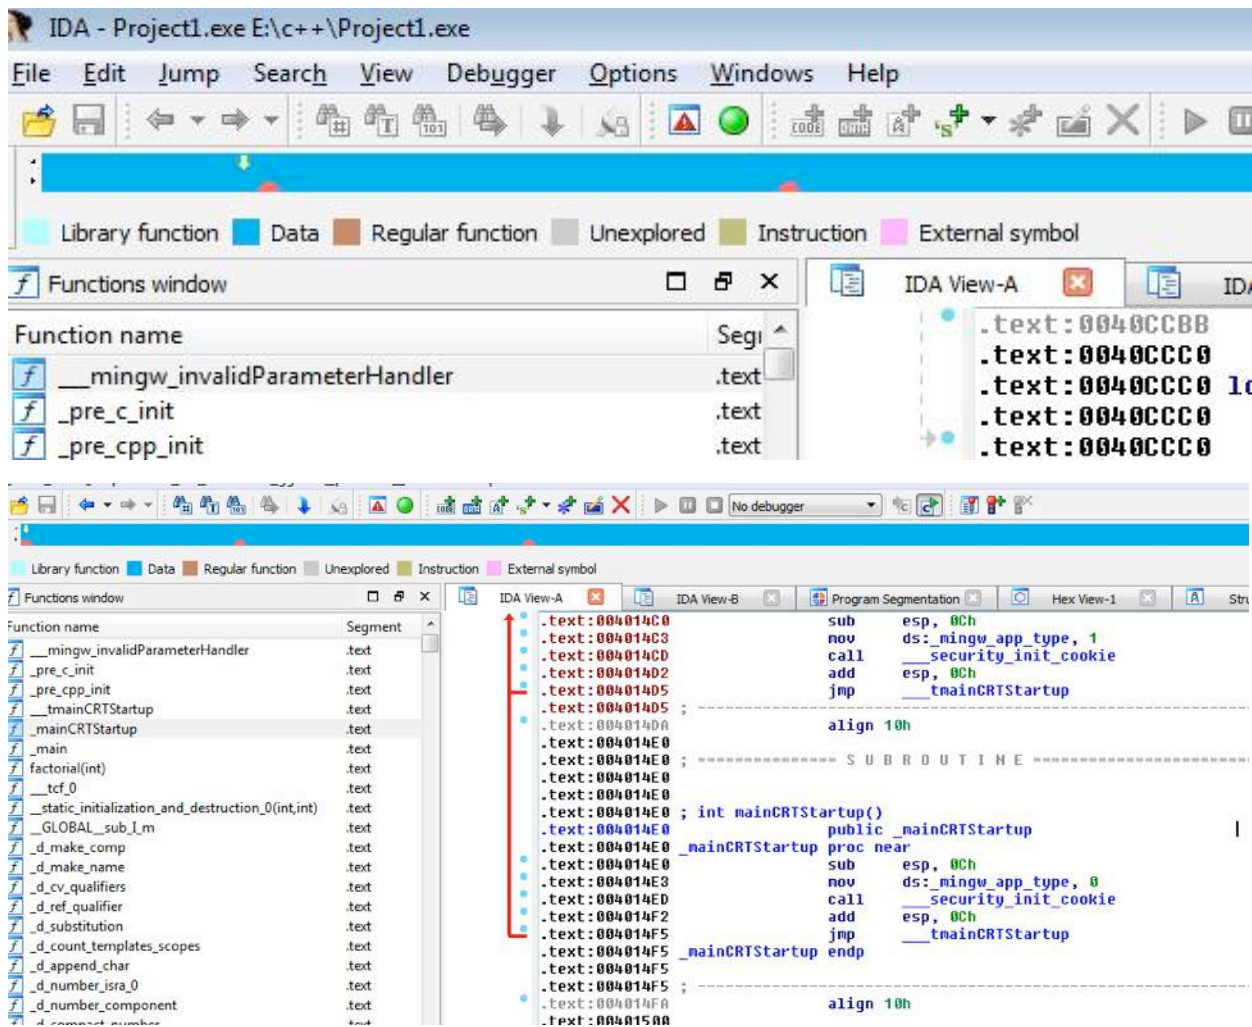 IDA - Project1.exe E:\c++\Project1.exe
File Edit Jump Search View Debugger Options Windows Help
Library function Data Regular function Unexplored Instruction External symbol
Functions window
IDA View-A
Function name
.text:0040CCBB
.text:0040CCC0
___mingw_invalidParameterHandler .text
.text:0040CCC0
_pre_c_init .text
.text:0040CCC0
_pre_cpp_init .text
.text:0040CCC0
No debugger
Library function Data Regular function Unexplored Instruction External symbol
Functions window
IDA View-A IDA View-B Program Segmentation Hex View-1
Function name Segment
___mingw_invalidParameterHandler .text
_pre_c_init .text
_pre_cpp_init .text
___tmainCRTStartup .text
_mainCRTStartup .text
_main .text
factorial(int) .text
___tcf_0 .text
__static_initialization_and_destruction_0(int,int) .text
__GLOBAL__sub_I_m .text
_d_make_comp .text
_d_make_name .text
_d_cv_qualifiers .text
_d_ref_qualifier .text
_d_substitution .text
_d_count_templates_scopes .text
_d_append_char .text
_d_number_isra_0 .text
_d_number_component .text
_d_compact_number .text
.text:004014C0 sub esp, 0Ch
.text:004014C3 mov ds:_mingw_app_type, 1
.text:004014CD call ___security_init_cookie
.text:004014D2 add esp, 0Ch
.text:004014D5 jmp ___tmainCRTStartup
.text:004014D5 ; ---------------------------------------------------------------------------
.text:004014DA align 10h
.text:004014E0
.text:004014E0 ; =============== S U B R O U T I N E =======================
.text:004014E0
.text:004014E0
.text:004014E0 ; int mainCRTStartup()
.text:004014E0 public _mainCRTStartup
.text:004014E0 _mainCRTStartup proc near
.text:004014E0 sub esp, 0Ch
.text:004014E3 mov ds:_mingw_app_type, 0
.text:004014ED call ___security_init_cookie
.text:004014F2 add esp, 0Ch
.text:004014F5 jmp ___tmainCRTStartup
.text:004014F5 _mainCRTStartup endp
.text:004014F5
.text:004014F5 ; ---------------------------------------------------------------------------
.text:004014FA align 10h
.text:00401500